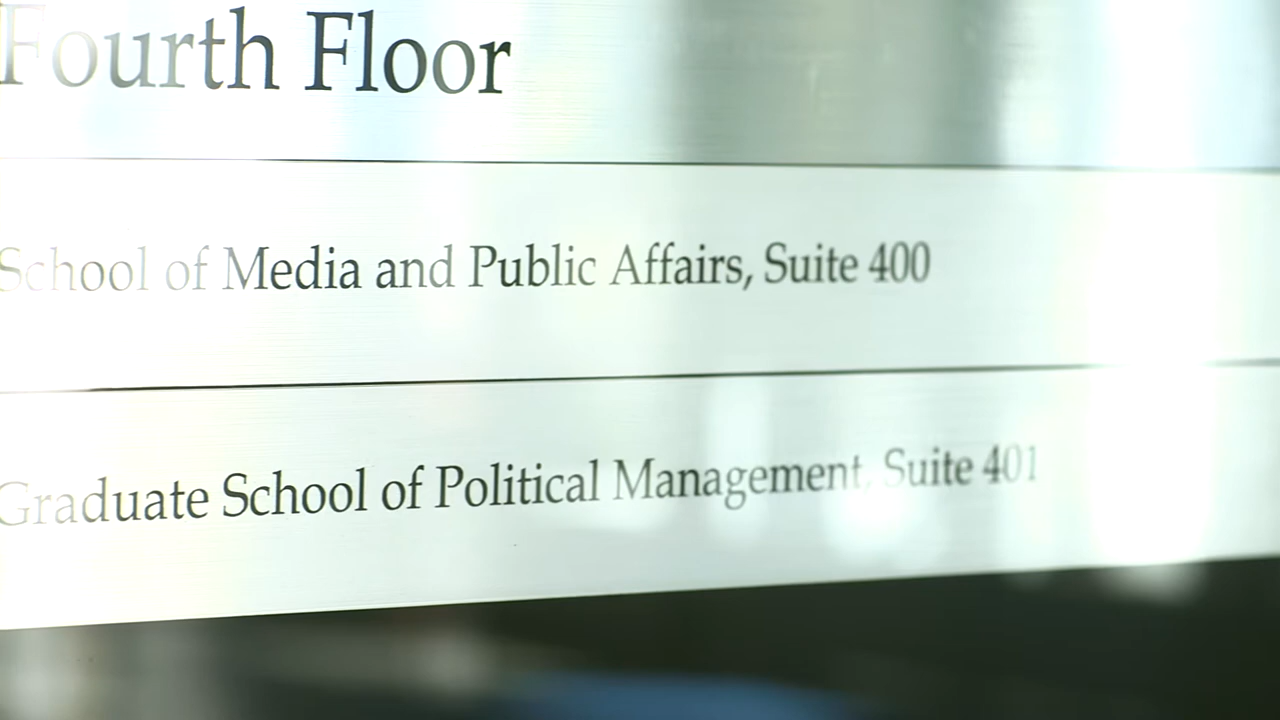 Fourth Floor
School of Media and Public Affairs, Suite 400
Graduate School of Political Management, Suite 401